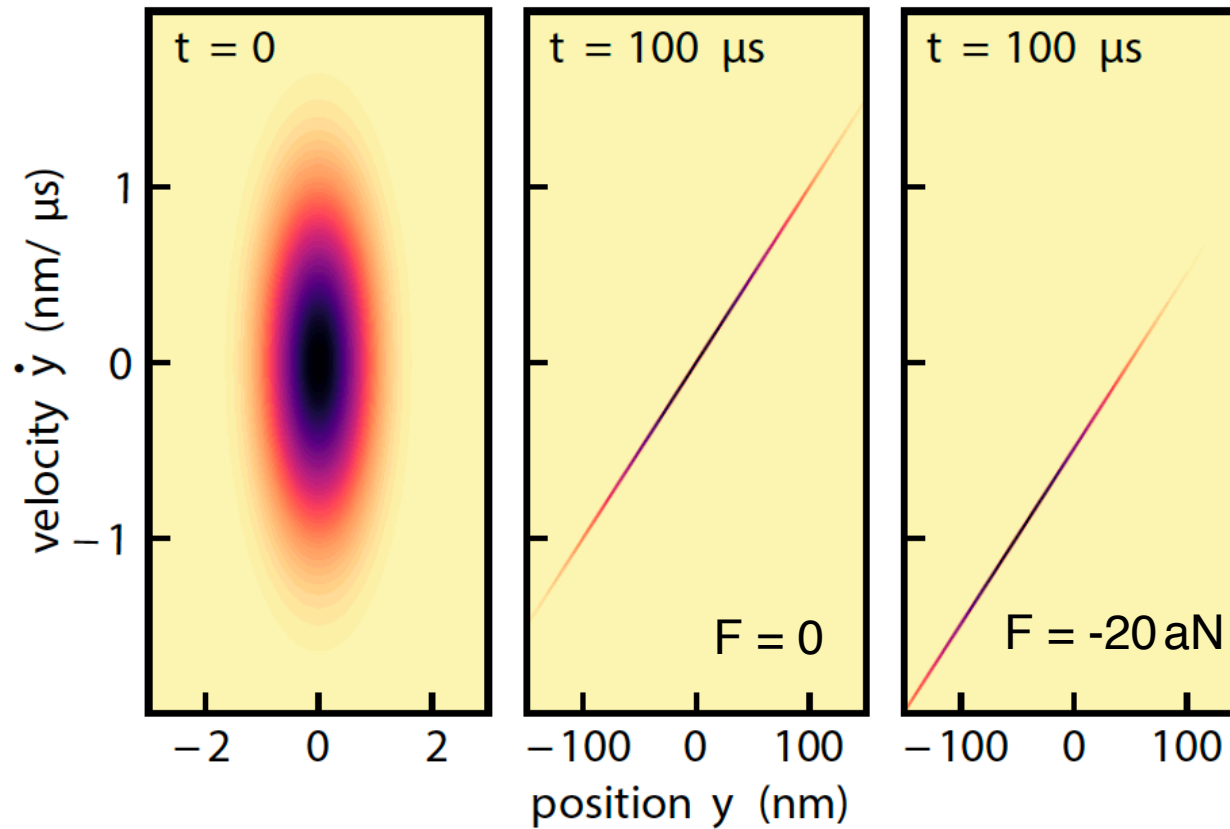 t = 0
t = 100 μs
t = 100 μs
velocity ẏ (nm/ μs)
1
0
−1
F = 0
F = -20 aN
−2 0 2
−100 0 100
−100 0 100
position y (nm)